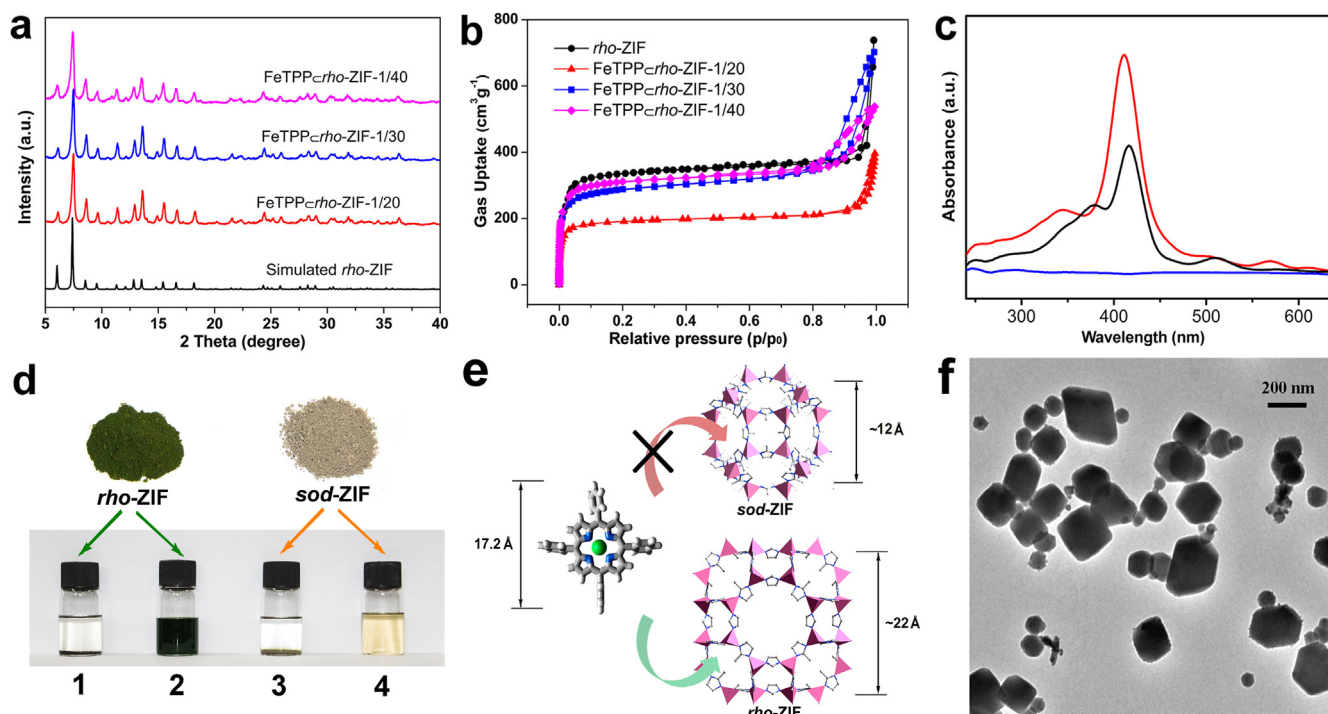 a
Intensity (a.u.)
FeTPP⊂rho-ZIF-1/40
FeTPP⊂rho-ZIF-1/30
FeTPP⊂rho-ZIF-1/20
Simulated rho-ZIF
5 10 15 20 25 30 35 40
2 Theta (degree)
b
Gas Uptake (cm³g⁻¹)
800
600
400
200
0
rho-ZIF
FeTPP⊂rho-ZIF-1/20
FeTPP⊂rho-ZIF-1/30
FeTPP⊂rho-ZIF-1/40
0.0 0.2 0.4 0.6 0.8 1.0
Relative pressure (p/p₀)
c
Absorbance (a.u.)
300 400 500 600
Wavelength (nm)
d
rho-ZIF sod-ZIF
1 2 3 4
e
17.2 Å
~12 Å
sod-ZIF
~22 Å
rho-ZIF
f
200 nm